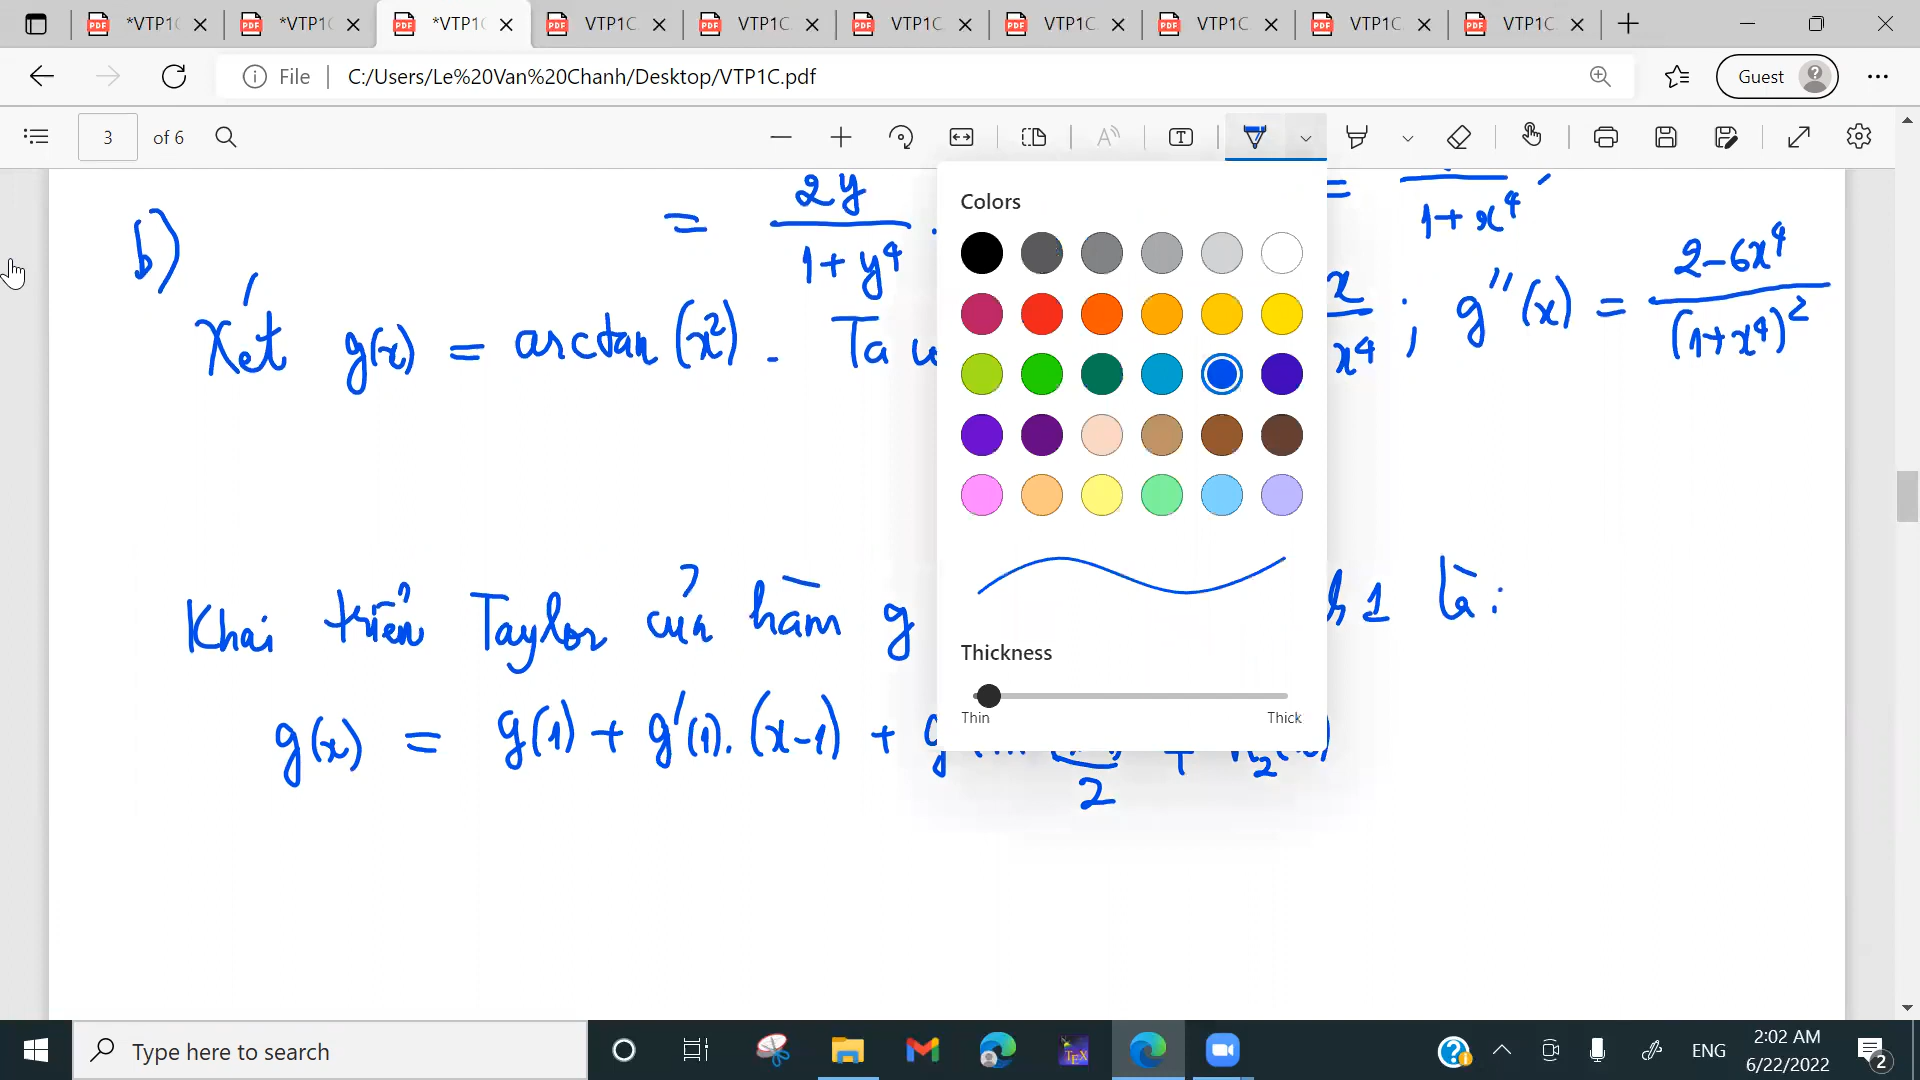 *VTP1C
*VTP1C
*VTP1C
VTP1C
VTP1C
VTP1C
VTP1C
VTP1C
VTP1C
VTP1C
File
C:/Users/Le%20Van%20Chanh/Desktop/VTP1C.pdf
Guest
3 of 6
Colors
Thickness
Thin Thick
b)
= 2y / 1+y⁴ .
= 1+x⁴ ,
Xét g(x) = arctan (x²). Ta x⁴ ; g''(x) = 2-6x⁴ / (1+x⁴)²
Khai triển Taylor của hàm g 1 là:
g(x) = g(1) + g'(1).(x-1) + 2 +
Type here to search
ENG
2:02 AM
6/22/2022
2